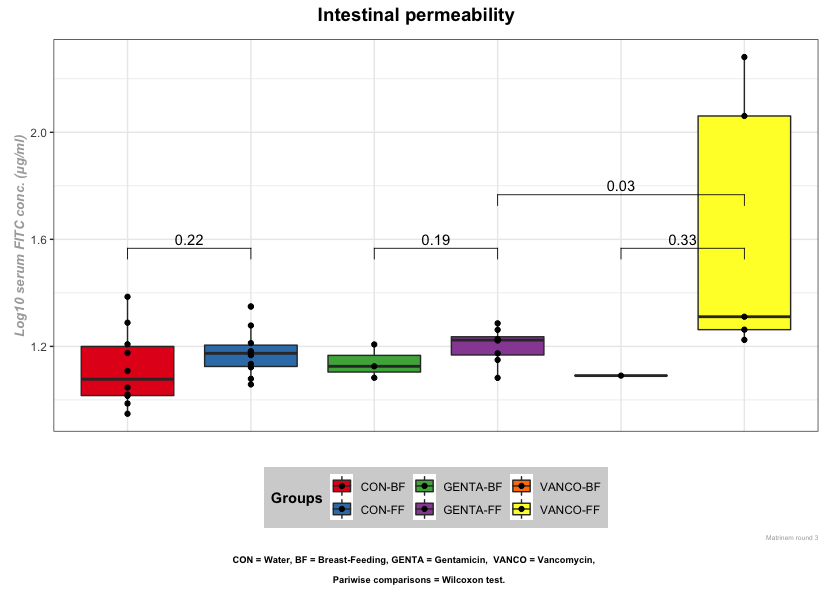 Intestinal permeability
Log10 serum FITC conc. (µg/ml)
2.0
1.6
1.2
0.03
0.22
0.19
0.33
Groups
CON-BF
GENTA-BF
VANCO-BF
CON-FF
GENTA-FF
VANCO-FF
Matrinem round 3
CON = Water, BF = Breast-Feeding, GENTA = Gentamicin, VANCO = Vancomycin,
Pariwise comparisons = Wilcoxon test.